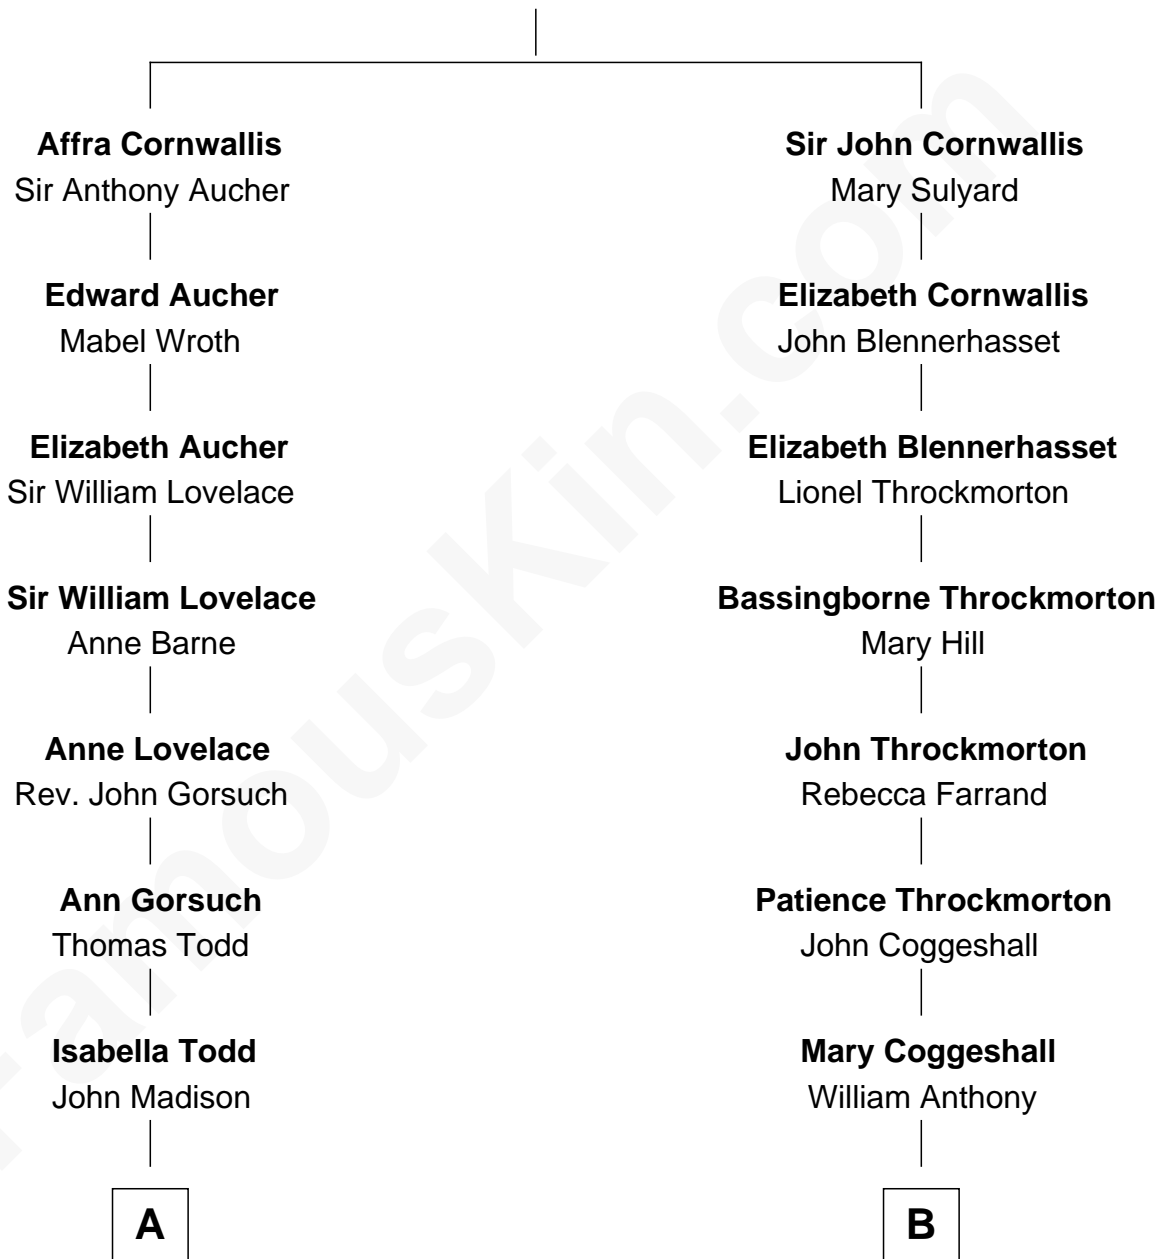 Affra Cornwallis
Sir Anthony Aucher
Edward Aucher
Mabel Wroth
Elizabeth Aucher
Sir William Lovelace
Sir William Lovelace
Anne Barne
Anne Lovelace
Rev. John Gorsuch
Ann Gorsuch
Thomas Todd
Isabella Todd
John Madison
A
Sir John Cornwallis
Mary Sulyard
Elizabeth Cornwallis
John Blennerhasset
Elizabeth Blennerhasset
Lionel Throckmorton
Bassingborne Throckmorton
Mary Hill
John Throckmorton
Rebecca Farrand
Patience Throckmorton
John Coggeshall
Mary Coggeshall
William Anthony
B
FamousKin.com